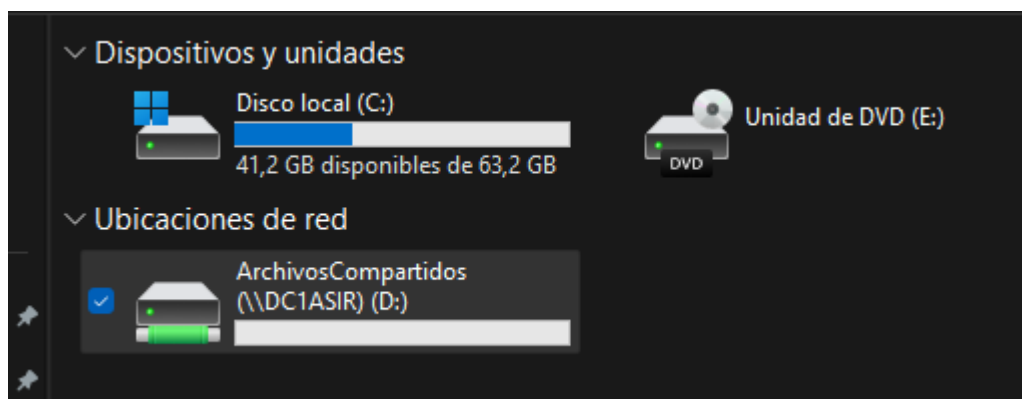 Dispositivos y unidades
Disco local (C:)
41,2 GB disponibles de 63,2 GB
Unidad de DVD (E:)
DVD
Ubicaciones de red
ArchivosCompartidos
(\\DC1ASIR) (D:)